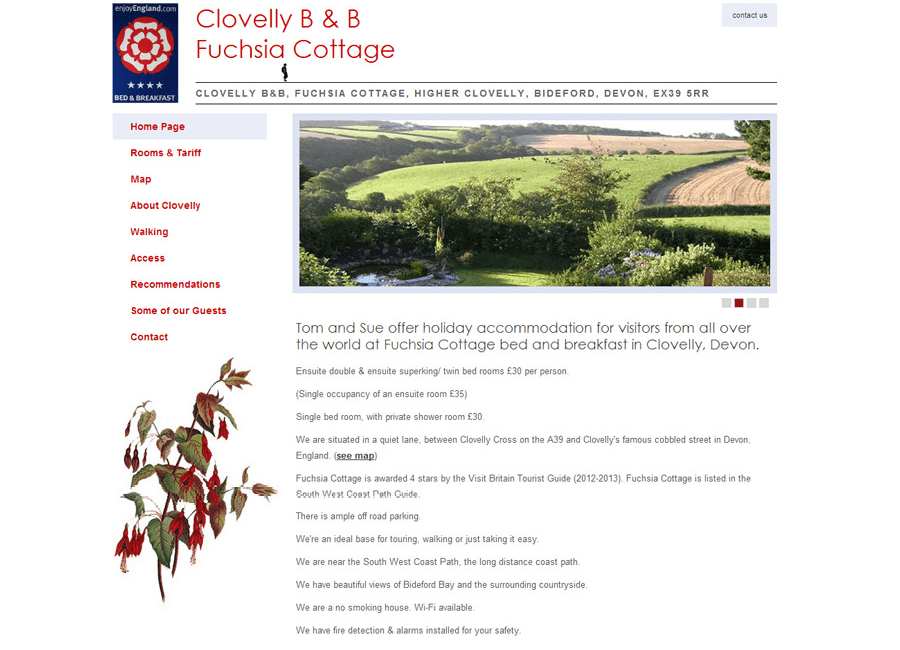 enjoyEngland.com
★★★★
BED & BREAKFAST
Clovelly B & B
Fuchsia Cottage
contact us
CLOVELLY B&B, FUCHSIA COTTAGE, HIGHER CLOVELLY, BIDEFORD, DEVON, EX39 5RR
Home Page
Rooms & Tariff
Map
About Clovelly
Walking
Access
Recommendations
Some of our Guests
Contact
Tom and Sue offer holiday accommodation for visitors from all over
the world at Fuchsia Cottage bed and breakfast in Clovelly, Devon.
Ensuite double & ensuite superking/ twin bed rooms £30 per person.
(Single occupancy of an ensuite room £35)
Single bed room, with private shower room £30.
We are situated in a quiet lane, between Clovelly Cross on the A39 and Clovelly's famous cobbled street in Devon,
England. (see map)
Fuchsia Cottage is awarded 4 stars by the Visit Britain Tourist Guide (2012-2013). Fuchsia Cottage is listed in the
South West Coast Path Guide.
There is ample off road parking.
We're an ideal base for touring, walking or just taking it easy.
We are near the South West Coast Path, the long distance coast path.
We have beautiful views of Bideford Bay and the surrounding countryside.
We are a no smoking house. Wi-Fi available.
We have fire detection & alarms installed for your safety.